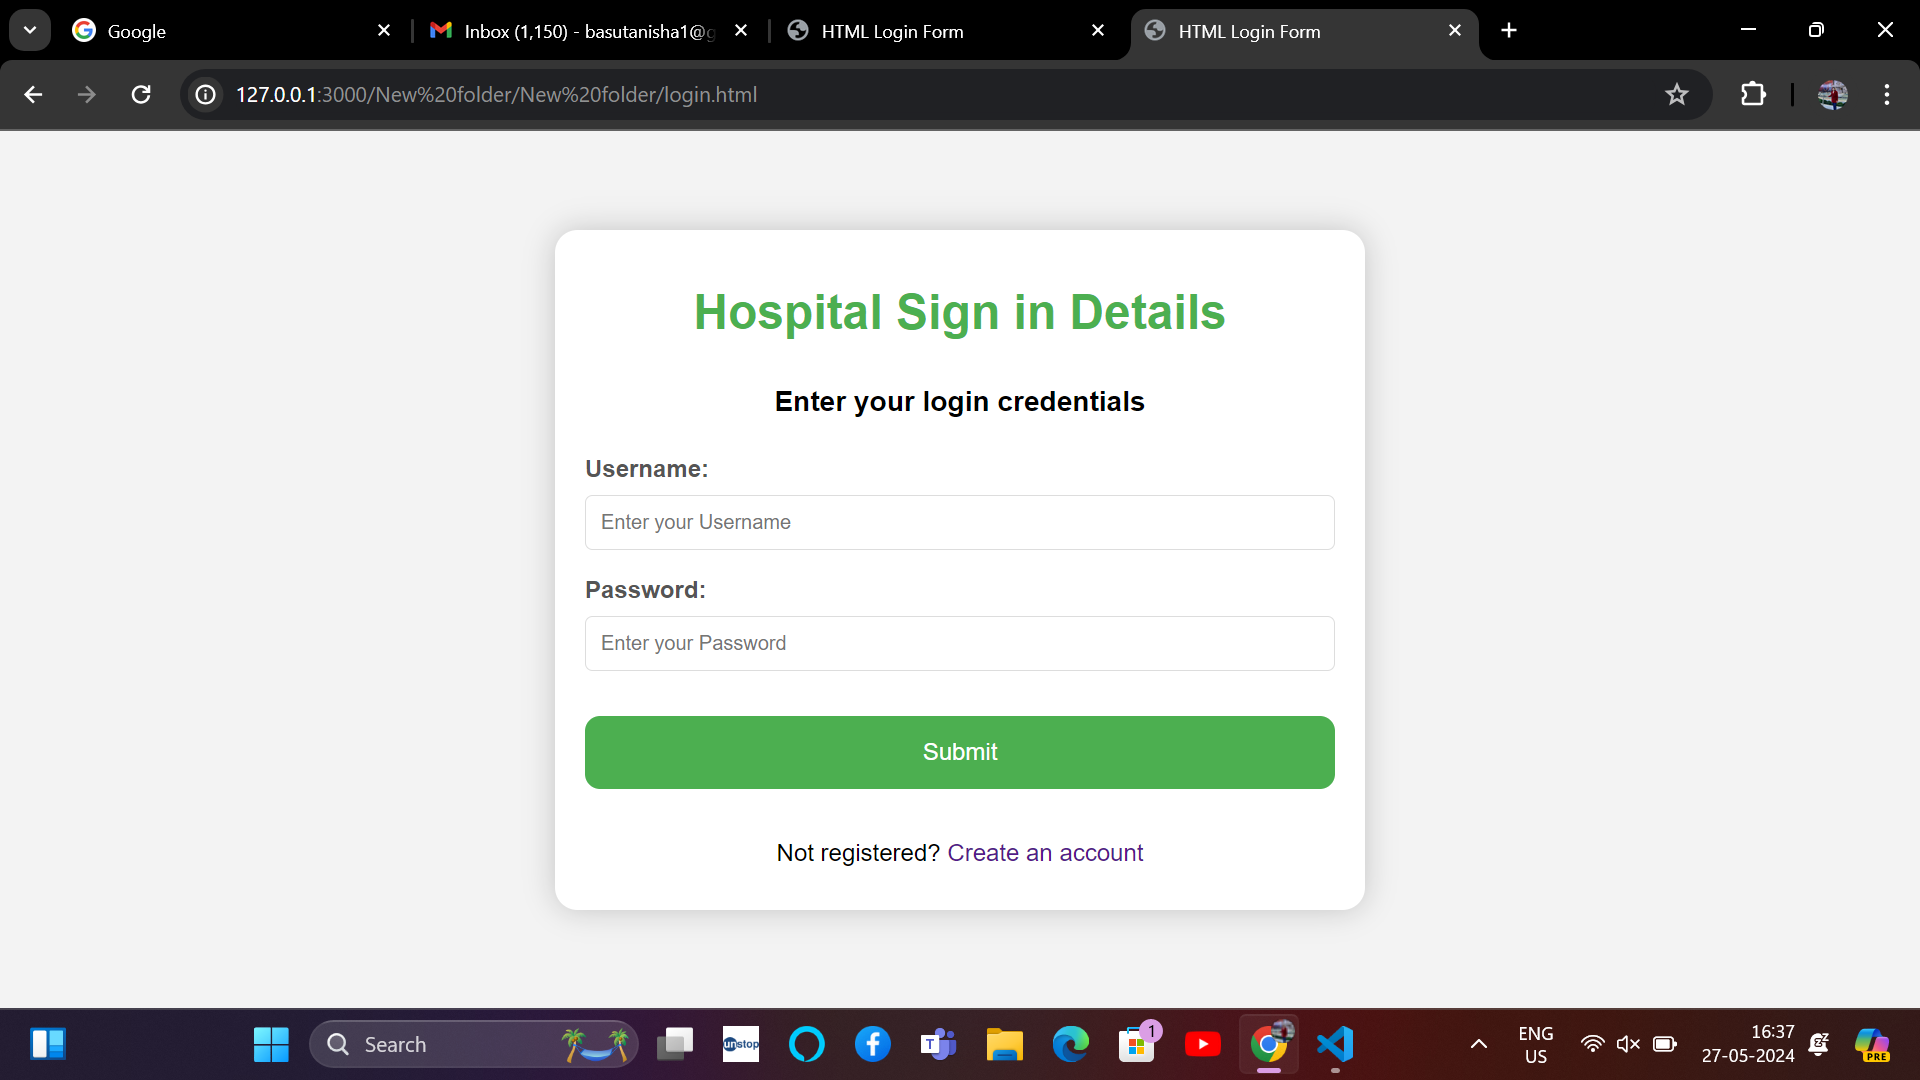 Google
Inbox (1,150) - basutanisha1@g
HTML Login Form
HTML Login Form
127.0.0.1:3000/New%20folder/New%20folder/login.html
Hospital Sign in Details
Enter your login credentials
Username:
Enter your Username
Password:
Enter your Password
Submit
Not registered? Create an account
Search
unstop
T
1
ENG
US
16:37
27-05-2024
PRE